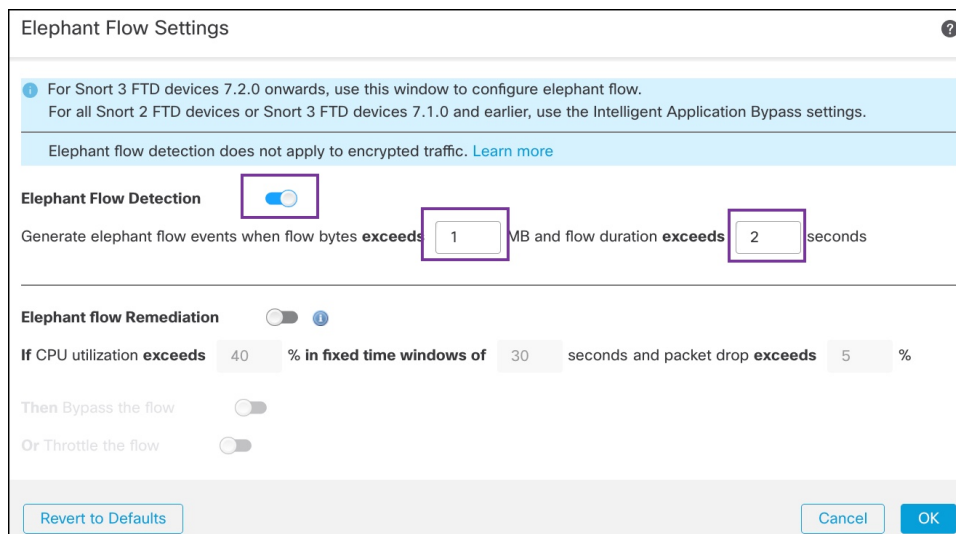 Elephant Flow Settings
?
i
For Snort 3 FTD devices 7.2.0 onwards, use this window to configure elephant flow.
For all Snort 2 FTD devices or Snort 3 FTD devices 7.1.0 and earlier, use the Intelligent Application Bypass settings.
Elephant flow detection does not apply to encrypted traffic. Learn more
Elephant Flow Detection
Generate elephant flow events when flow bytes exceeds 1 MB and flow duration exceeds 2 seconds
Elephant flow Remediation i
If CPU utilization exceeds 40 % in fixed time windows of 30 seconds and packet drop exceeds 5 %
Then Bypass the flow
Or Throttle the flow
Revert to Defaults Cancel OK